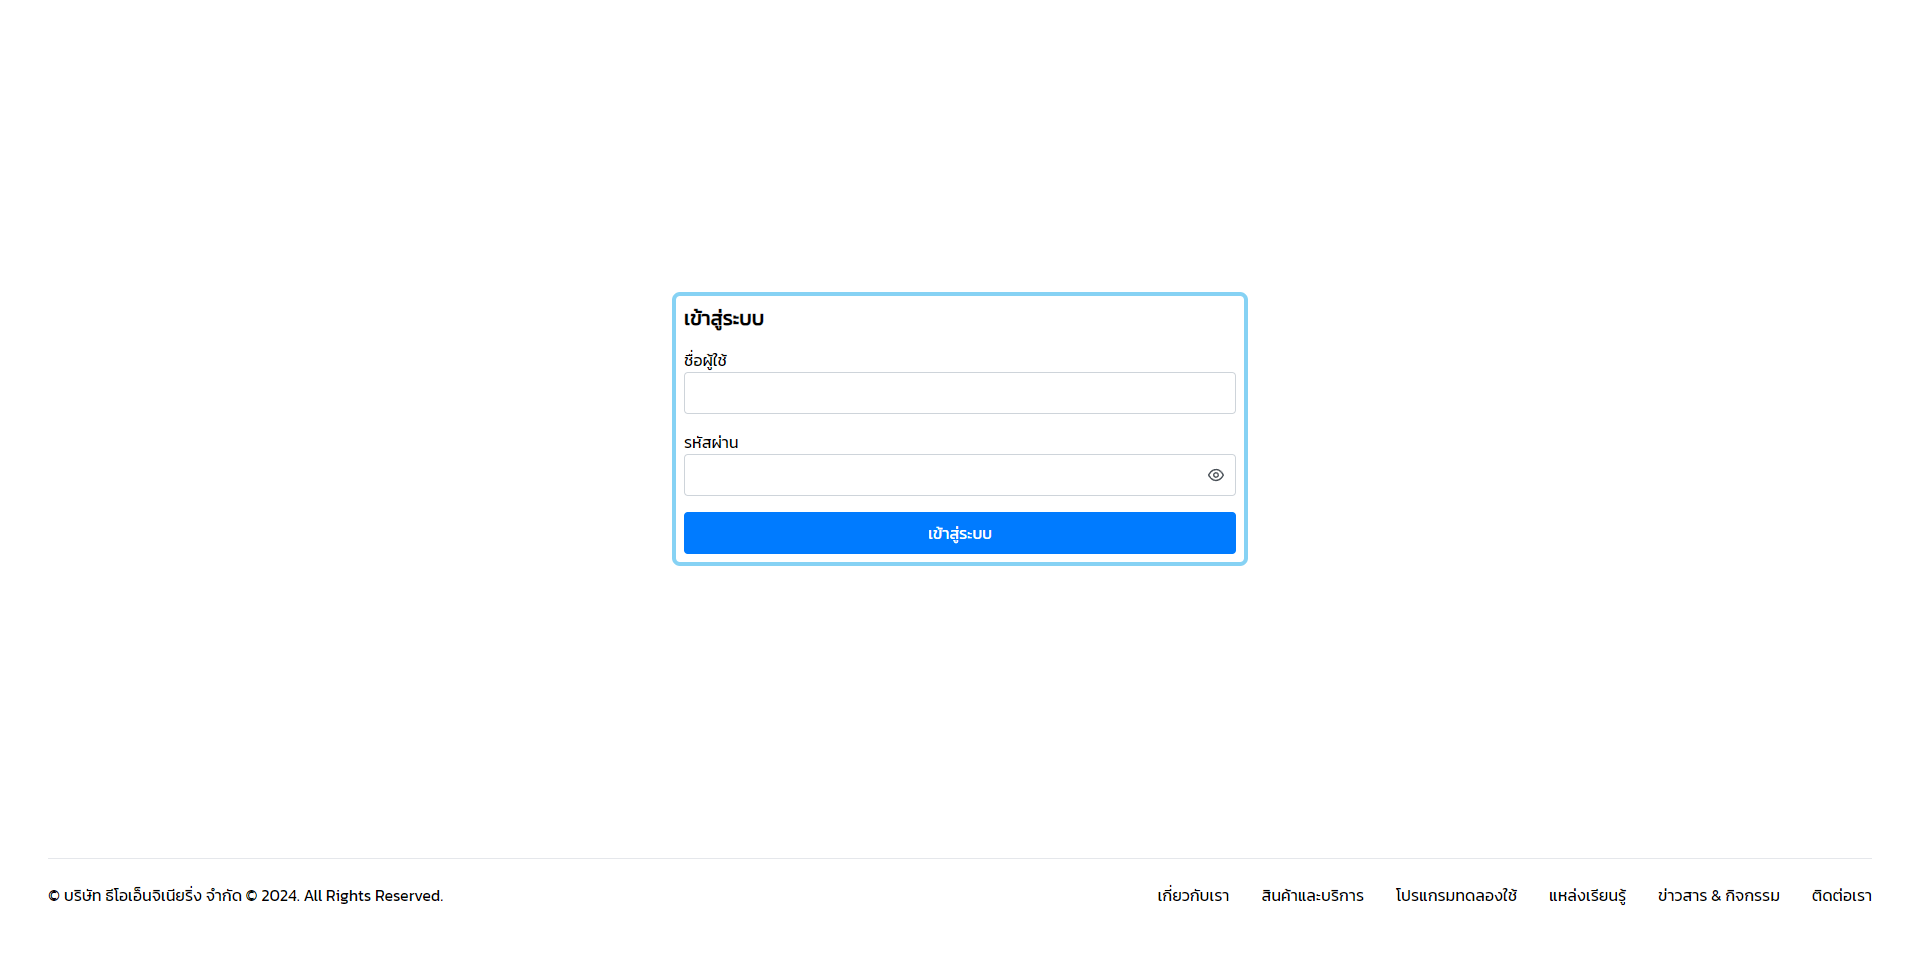 เข้าสู่ระบบ
ชื่อผู้ใช้
รหัสผ่าน
เข้าสู่ระบบ
© บริษัท ธีโอเอ็นจิเนียริ่ง จำกัด © 2024. All Rights Reserved.
เกี่ยวกับเรา สินค้าและบริการ โปรแกรมทดลองใช้ แหล่งเรียนรู้ ข่าวสาร & กิจกรรม ติดต่อเรา